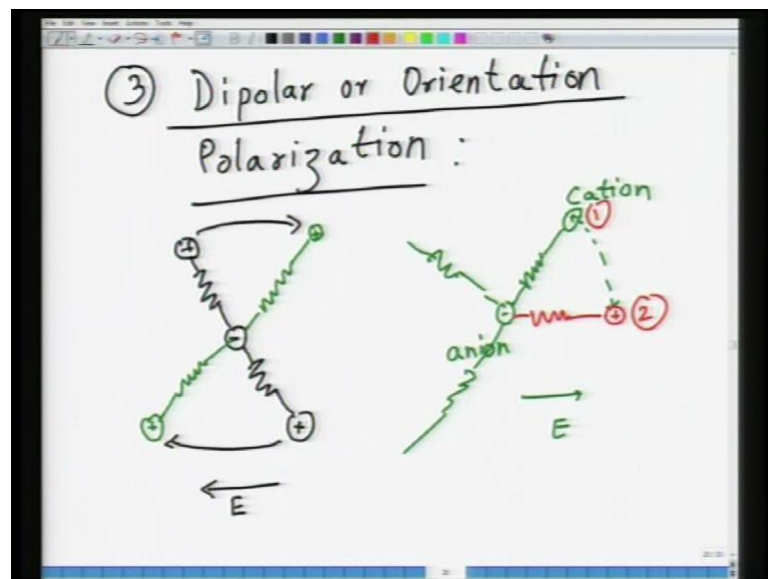 3 Dipolar or Orientation
Polarization :
cation
+ + 1
- - + 2
anion
+ +
E
E